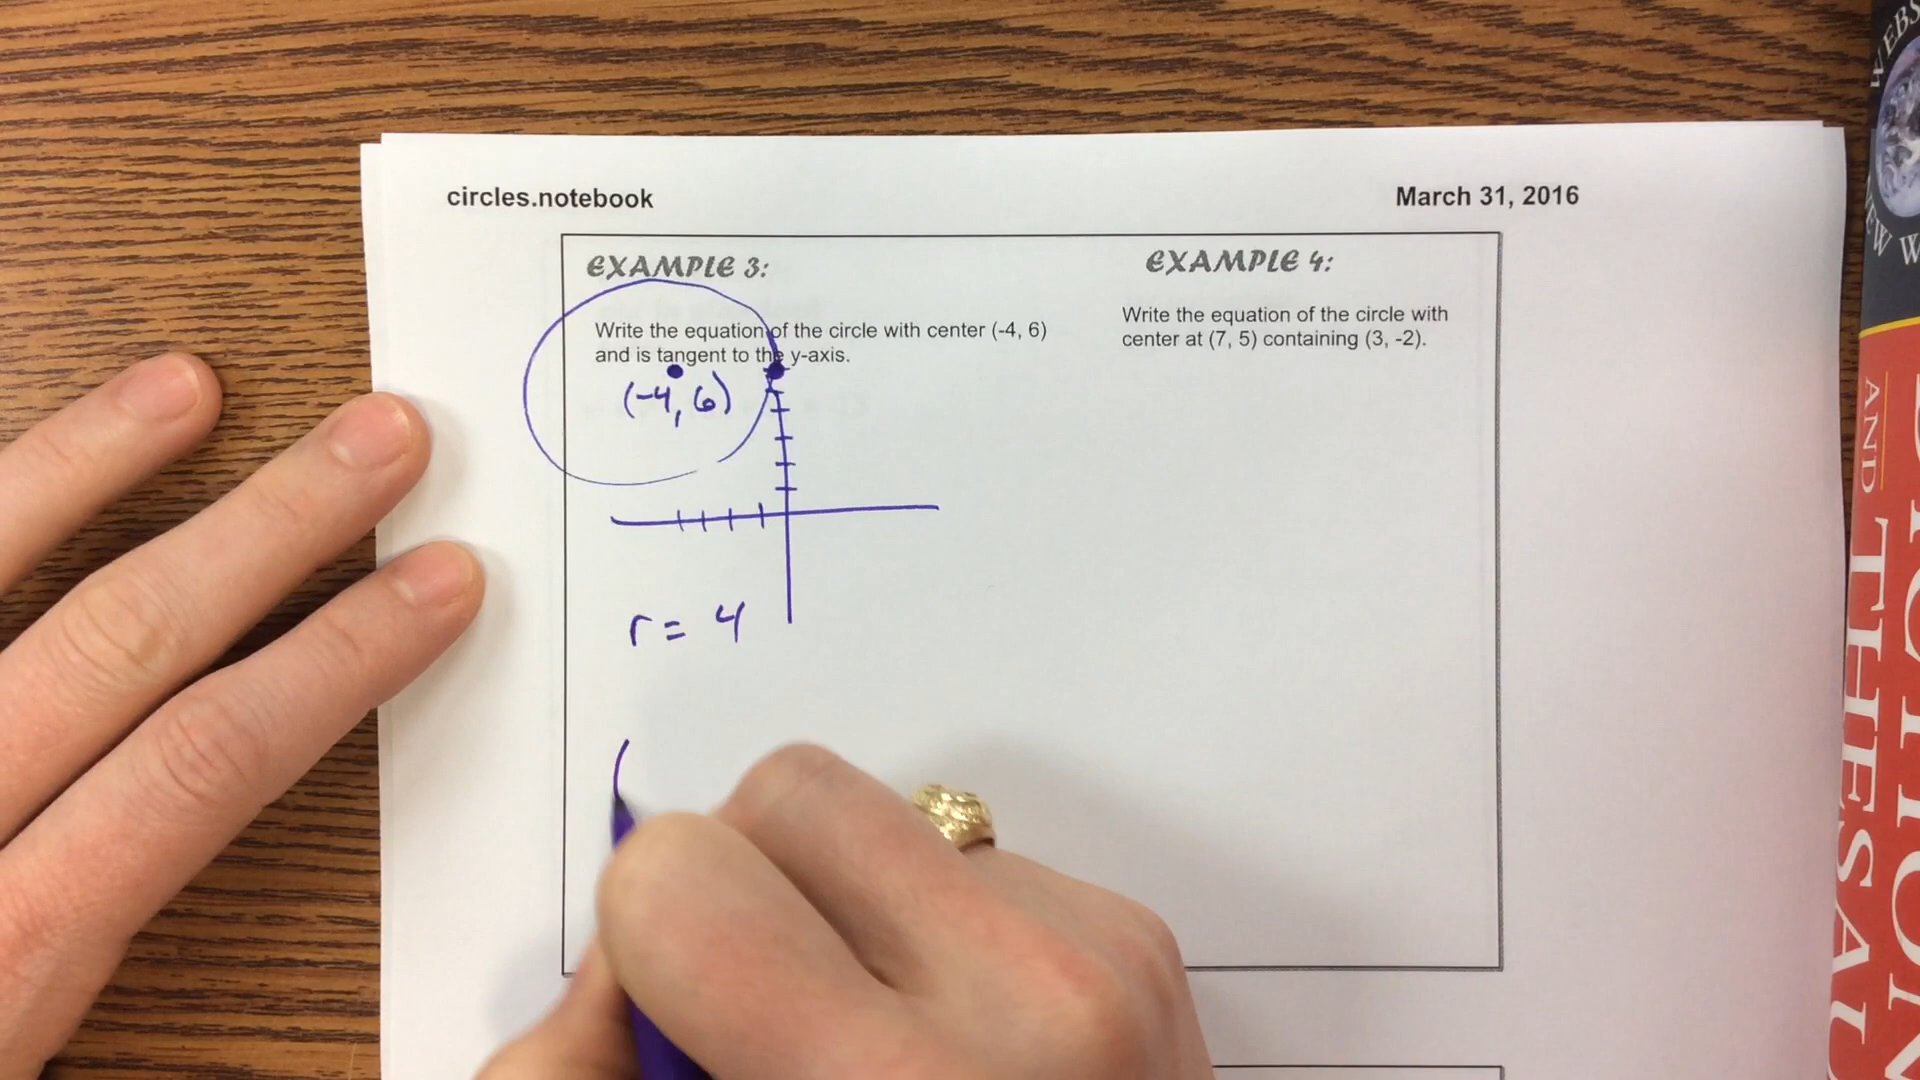 circles.notebook
March 31, 2016
EXAMPLE 3:
Write the equation of the circle with center (-4, 6)
and is tangent to the y-axis.
(-4, 6)
r = 4
(
EXAMPLE 4:
Write the equation of the circle with
center at (7, 5) containing (3, -2).
AND